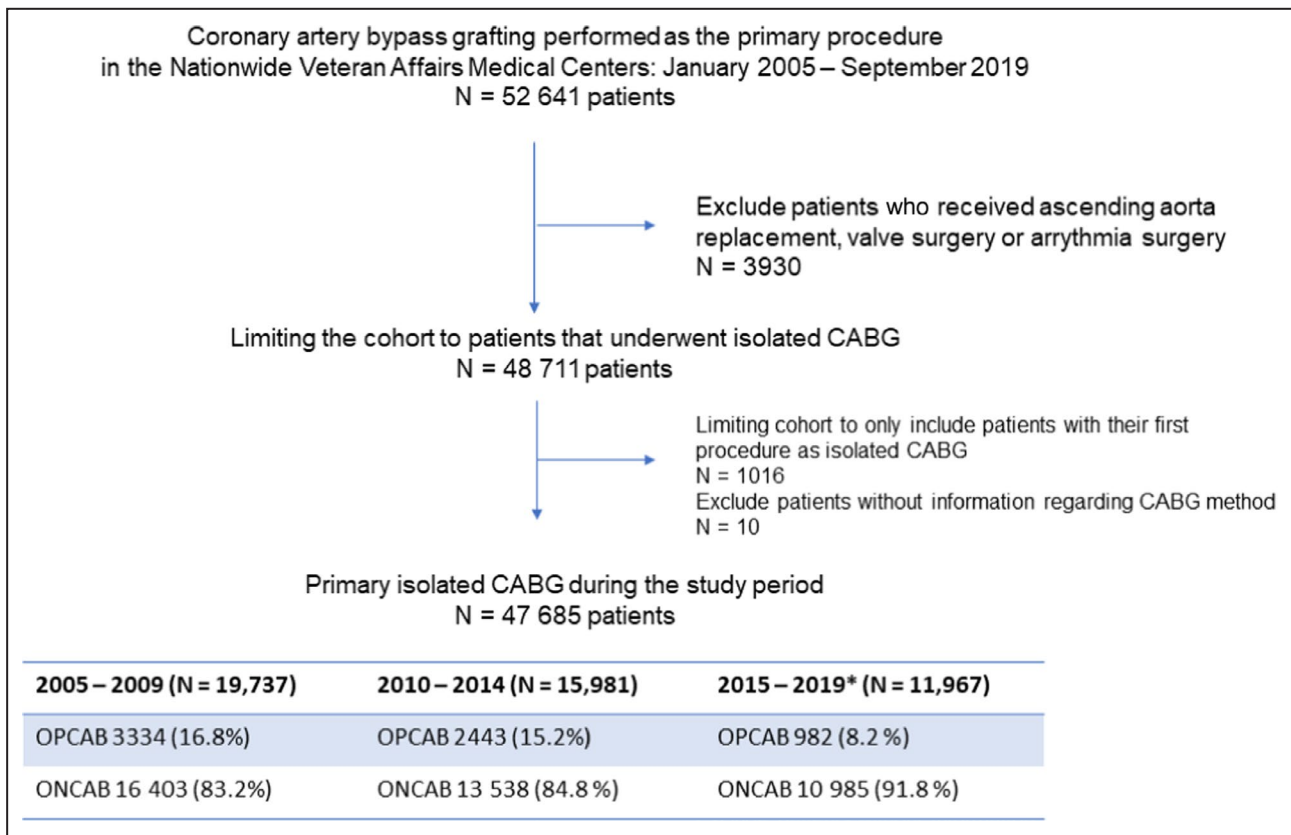 Coronary artery bypass grafting performed as the primary procedure
in the Nationwide Veteran Affairs Medical Centers: January 2005 – September 2019
N = 52 641 patients
Exclude patients who received ascending aorta
replacement, valve surgery or arrythmia surgery
N = 3930
Limiting the cohort to patients that underwent isolated CABG
N = 48 711 patients
Limiting cohort to only include patients with their first
procedure as isolated CABG
N = 1016
Exclude patients without information regarding CABG method
N = 10
Primary isolated CABG during the study period
N = 47 685 patients
2005 – 2009 (N = 19,737) 2010 – 2014 (N = 15,981) 2015 – 2019* (N = 11,967)
OPCAB 3334 (16.8%) OPCAB 2443 (15.2%) OPCAB 982 (8.2 %)
ONCAB 16 403 (83.2%) ONCAB 13 538 (84.8 %) ONCAB 10 985 (91.8 %)